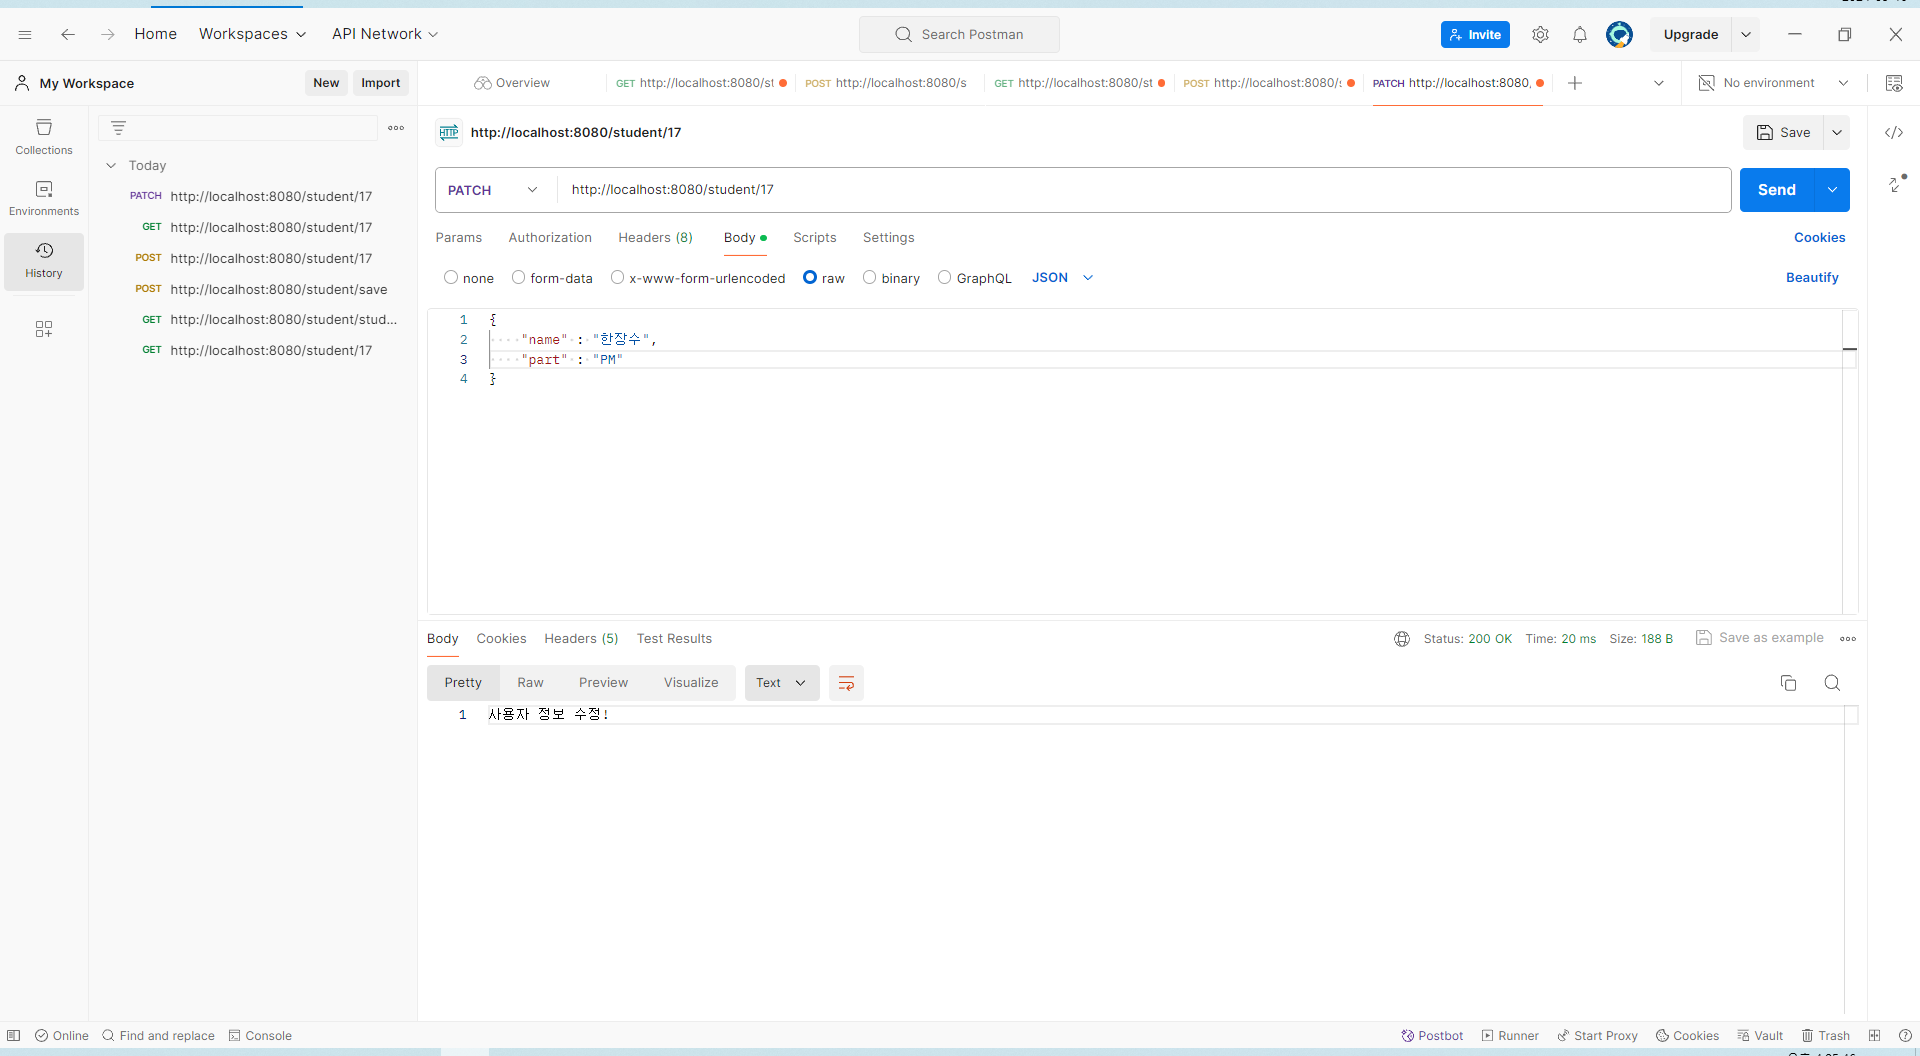 Home Workspaces API Network Search Postman Invite Upgrade
My Workspace New Import Overview GET http://localhost:8080/st POST http://localhost:8080/s GET http://localhost:8080/st POST http://localhost:8080/s PATCH http://localhost:8080, No environment
Collections
Environments
History
Today
PATCH http://localhost:8080/student/17
GET http://localhost:8080/student/17
POST http://localhost:8080/student/17
POST http://localhost:8080/student/save
GET http://localhost:8080/student/stud...
GET http://localhost:8080/student/17
HTTP http://localhost:8080/student/17 Save
PATCH http://localhost:8080/student/17 Send
Params Authorization Headers (8) Body Scripts Settings Cookies
none form-data x-www-form-urlencoded raw binary GraphQL JSON Beautify
1 {
2 "name" : "한장수",
3 "part" : "PM"
4 }
Body Cookies Headers (5) Test Results Status: 200 OK Time: 20 ms Size: 188 B Save as example
Pretty Raw Preview Visualize Text
1 사용자 정보 수정!
Online Find and replace Console Postbot Runner Start Proxy Cookies Vault Trash